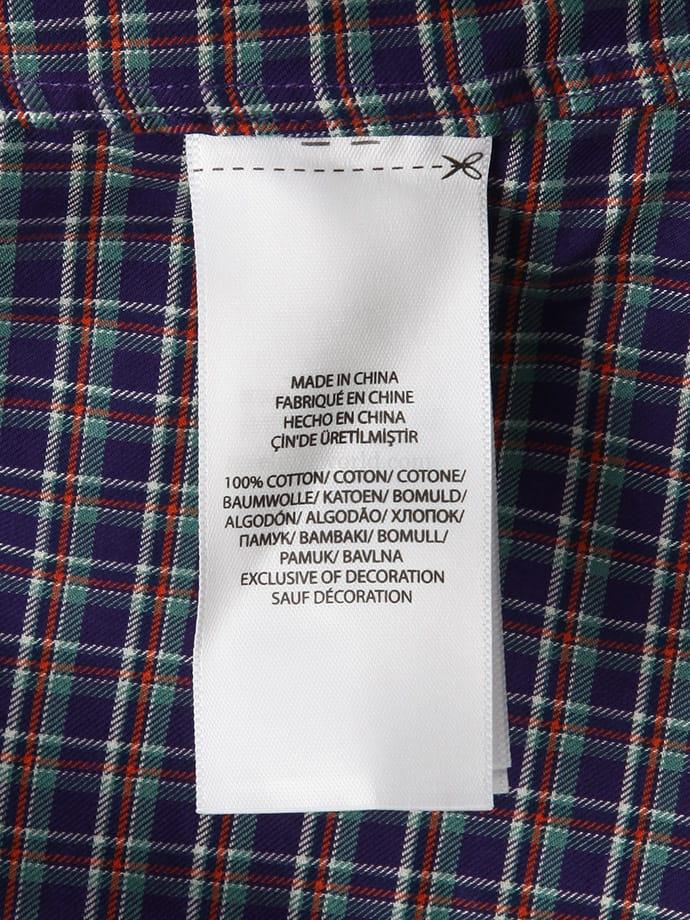 MADE IN CHINA
FABRIQUÉ EN CHINE
HECHO EN CHINA
ÇİN'DE ÜRETİLMİŞTİR
100% COTTON/ COTON/ COTONE/
BAUMWOLLE/ KATOEN/ BOMULD/
ALGODÓN/ ALGODÃO/ ХЛОПОК/
ПАМУК/ BAMBAKI/ BOMULL/
PAMUK/ BAVLNA
EXCLUSIVE OF DECORATION
SAUF DÉCORATION